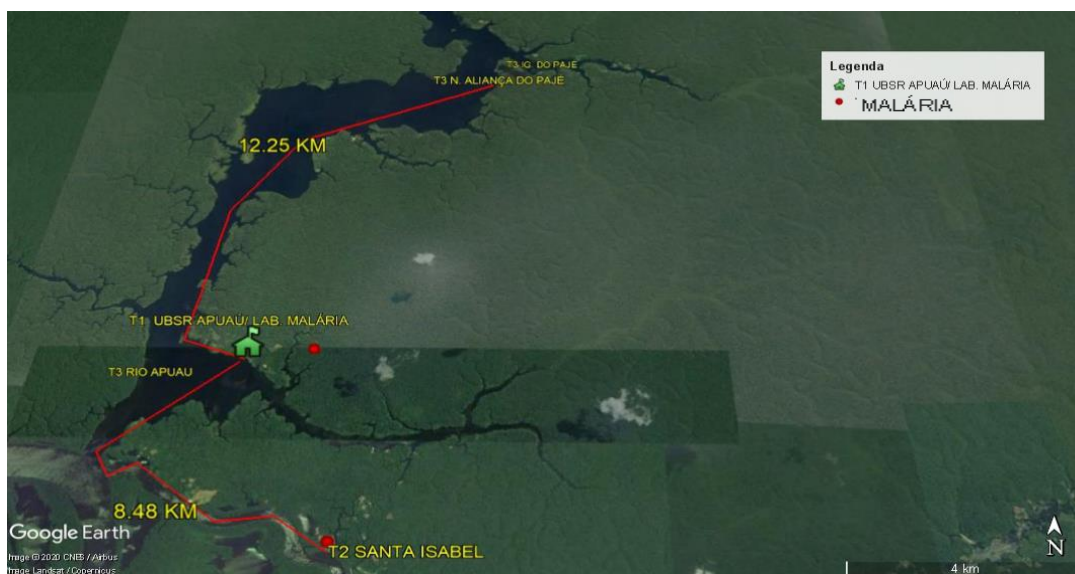 T3 IG. DO PAJÉ
T3 N. ALIANÇA DO PAJÉ
Legenda
T1 UBSR APUAÚ/ LAB. MALÁRIA
MALÁRIA
12.25 KM
T1 UBSR APUAÚ/ LAB. MALÁRIA
T3 RIO APUAU
8.48 KM
T2 SANTA ISABEL
Google Earth
Image © 2020 CNES / Airbus
Image Landsat / Copernicus
N
4 km